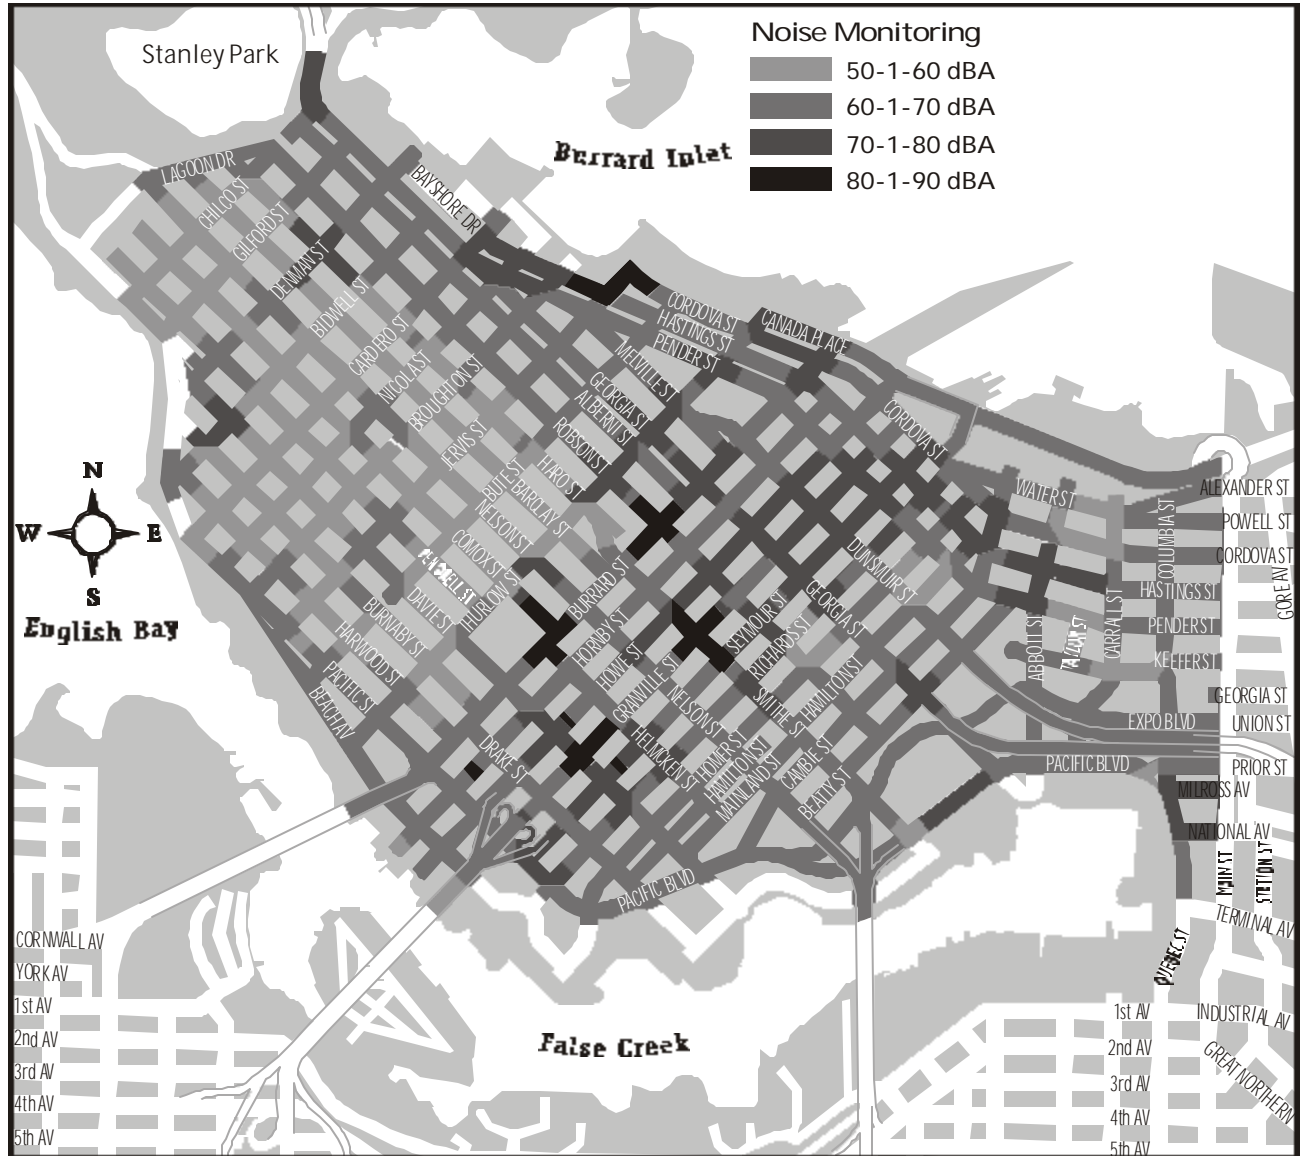 Noise Monitoring
50-1-60 dBA
60-1-70 dBA
70-1-80 dBA
80-1-90 dBA
Stanley Park
Burrard Inlet
LAGOON DR
CHILCO ST
GILFORD ST
DENMAN ST
BIDWELL ST
CARDERO ST
NICOLA ST
BROUGHTON ST
JERVIS ST
BUTE ST
BAYSHORE DR
CORDOVA ST
HASTINGS ST
PENDER ST
CANADA PLACE
MELVILLE ST
GEORGIA ST
ALBERNI ST
ROBSON ST
HARO ST
BARCLAY ST
NELSON ST
COMOX ST
PENDRELL ST
DAVIE ST
THURLOW ST
BURNABY ST
HARWOOD ST
PACIFIC ST
BEACH AV
CORDOVA ST
WATER ST
ALEXANDER ST
POWELL ST
CORDOVA ST
COLUMBIA ST
HASTINGS ST
GORE AV
PENDER ST
CARRALL ST
ABBOTT ST
TAYLOR ST
KEEFER ST
GEORGIA ST
UNION ST
EXPO BLVD
PRIOR ST
PACIFIC BLVD
MILROSS AV
NATIONAL AV
MAIN ST
STATION ST
TERMINAL AV
QUEBEC ST
DUNSMUIR ST
GEORGIA ST
BURRARD ST
HORNBY ST
HOWE ST
GRANVILLE ST
SEYMOUR ST
RICHARDS ST
SMITHE ST
HAMILTON ST
NELSON ST
HOMER ST
HAMILTON ST
MAINLAND ST
HELMCKEN ST
CAMBIE ST
BEATTY ST
DRAKE ST
PACIFIC BLVD
N
W
E
S
English Bay
False Creek
CORNWALL AV
YORK AV
1st AV
2nd AV
3rd AV
4th AV
5th AV
1st AV
2nd AV
3rd AV
4th AV
5th AV
INDUSTRIAL AV
GREAT NORTHERN